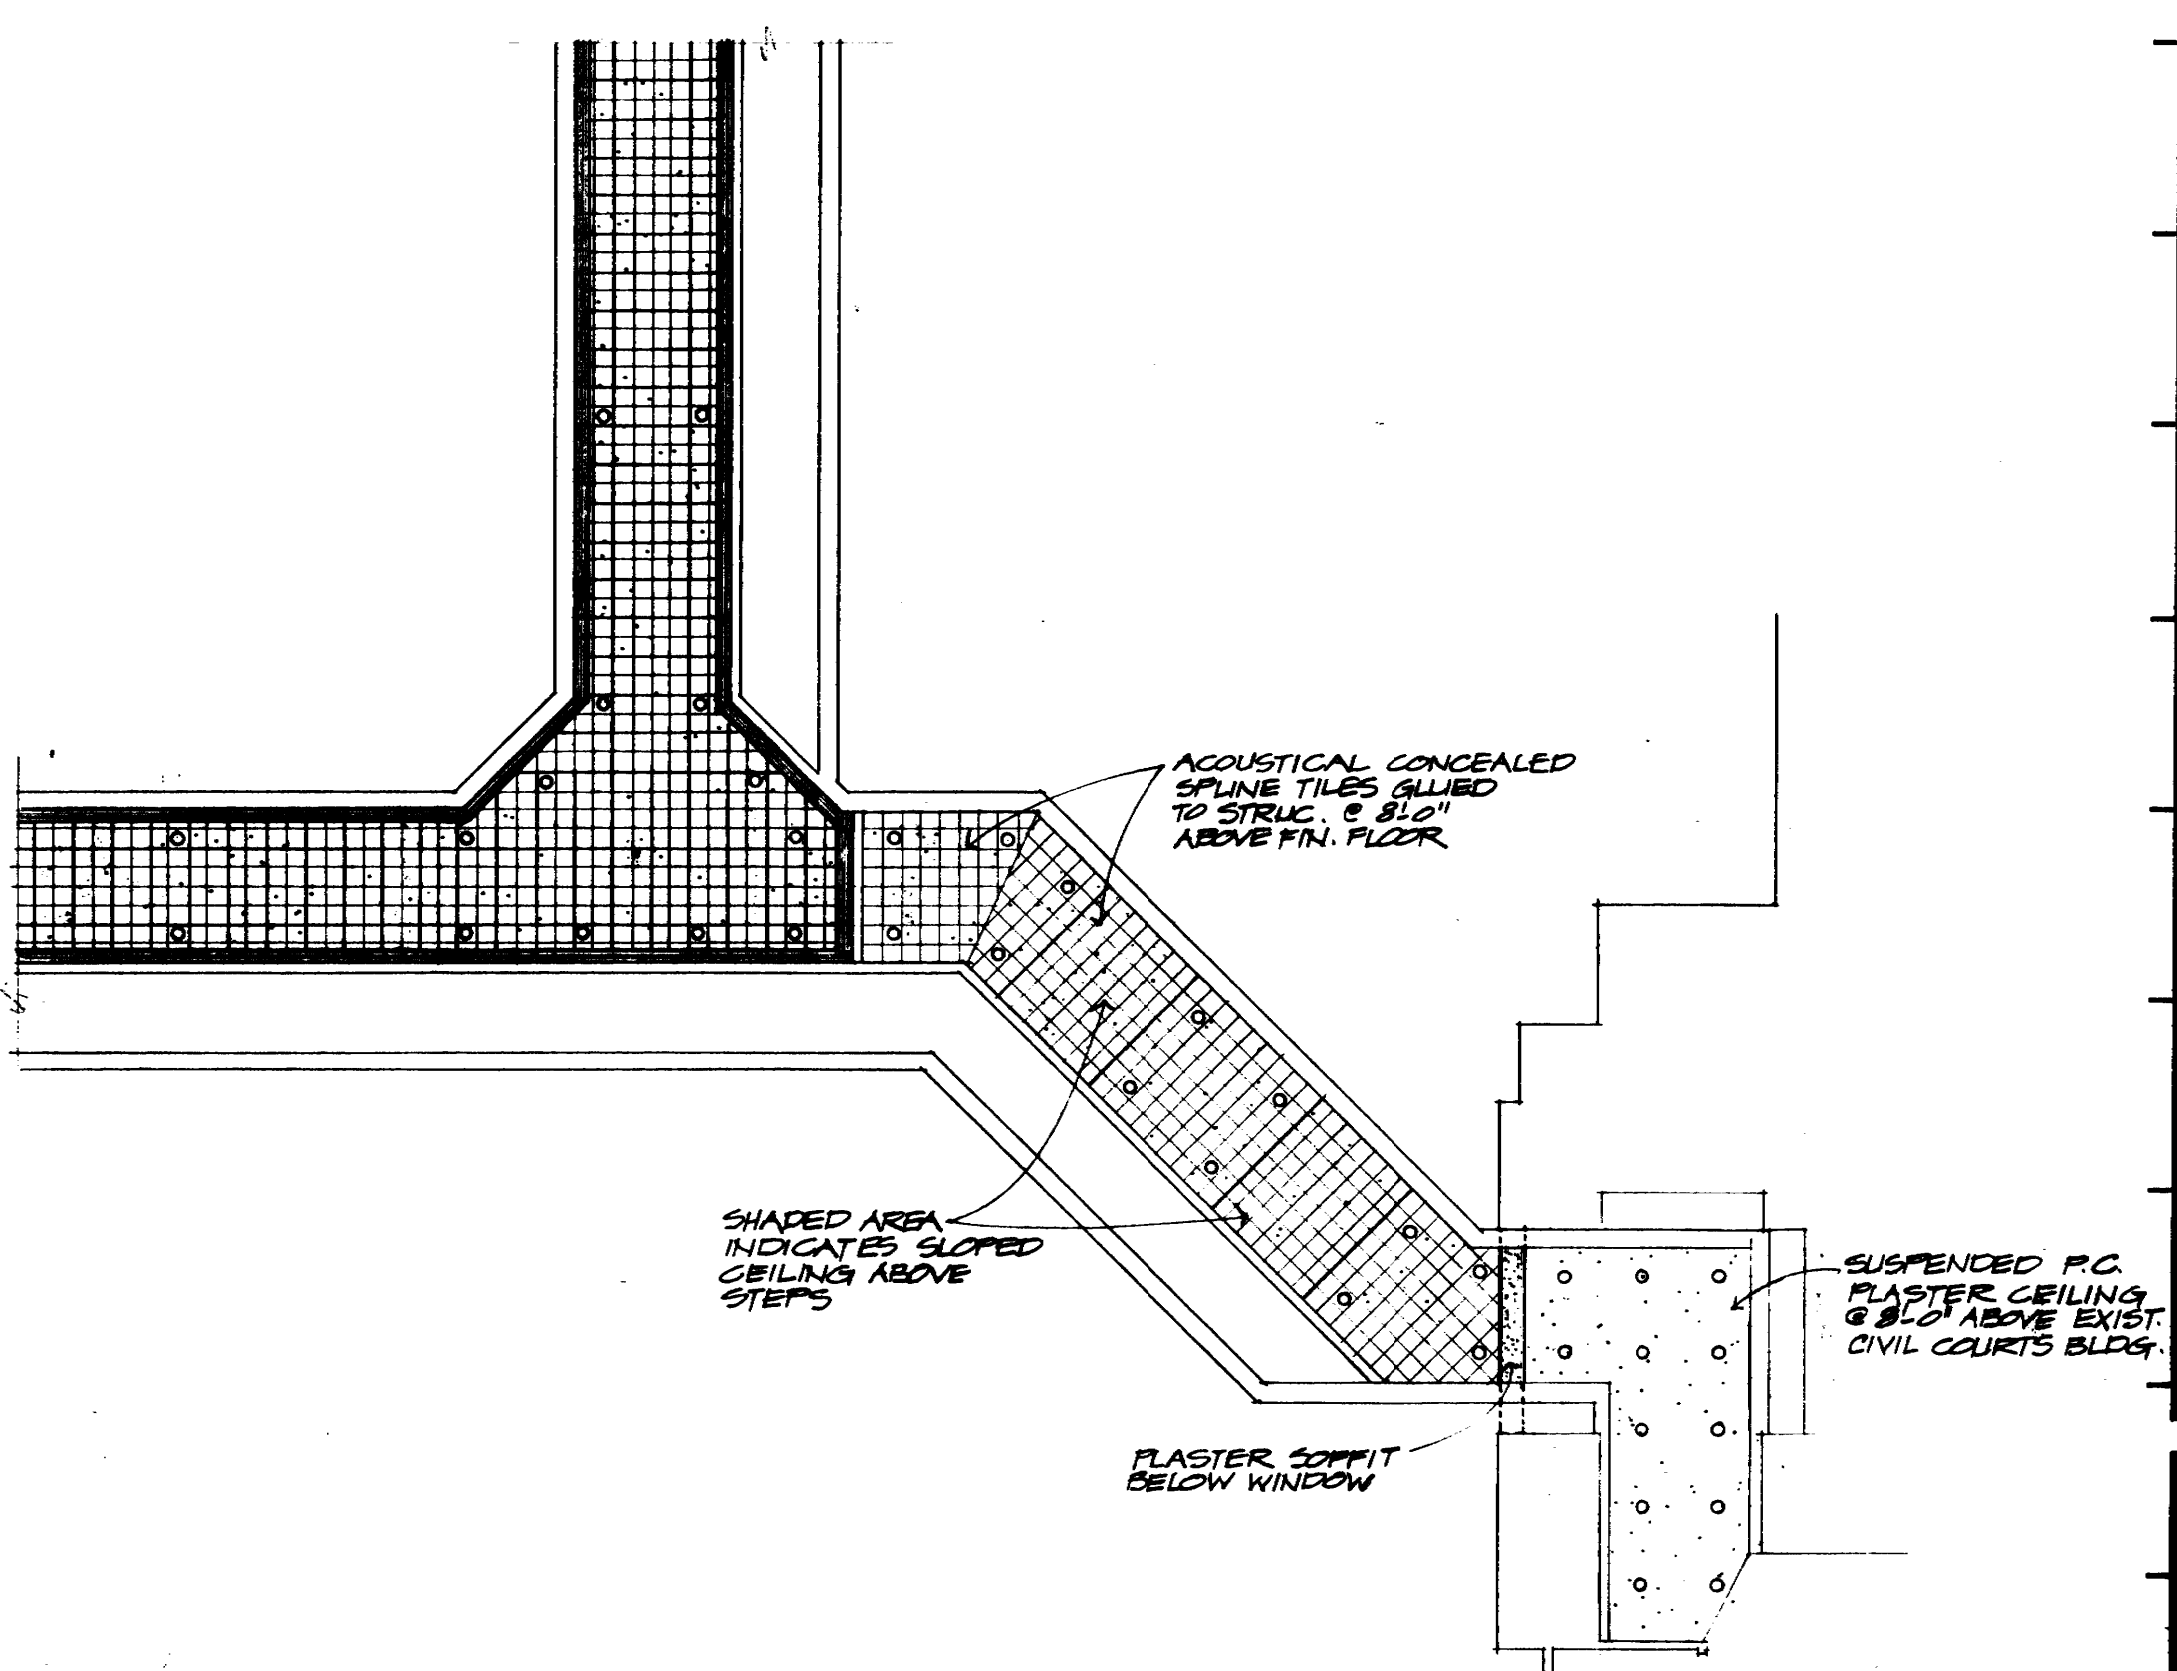 ACOUSTICAL CONCEALED
SPLINE TILES GLUED
TO STRUC. @ 8'-0"
ABOVE FIN. FLOOR
SHADED AREA
INDICATES SLOPED
CEILING ABOVE
STEPS
SUSPENDED P.C.
PLASTER CEILING
@ 8'-0" ABOVE EXIST.
CIVIL COURTS BLDG.
PLASTER SOFFIT
BELOW WINDOW